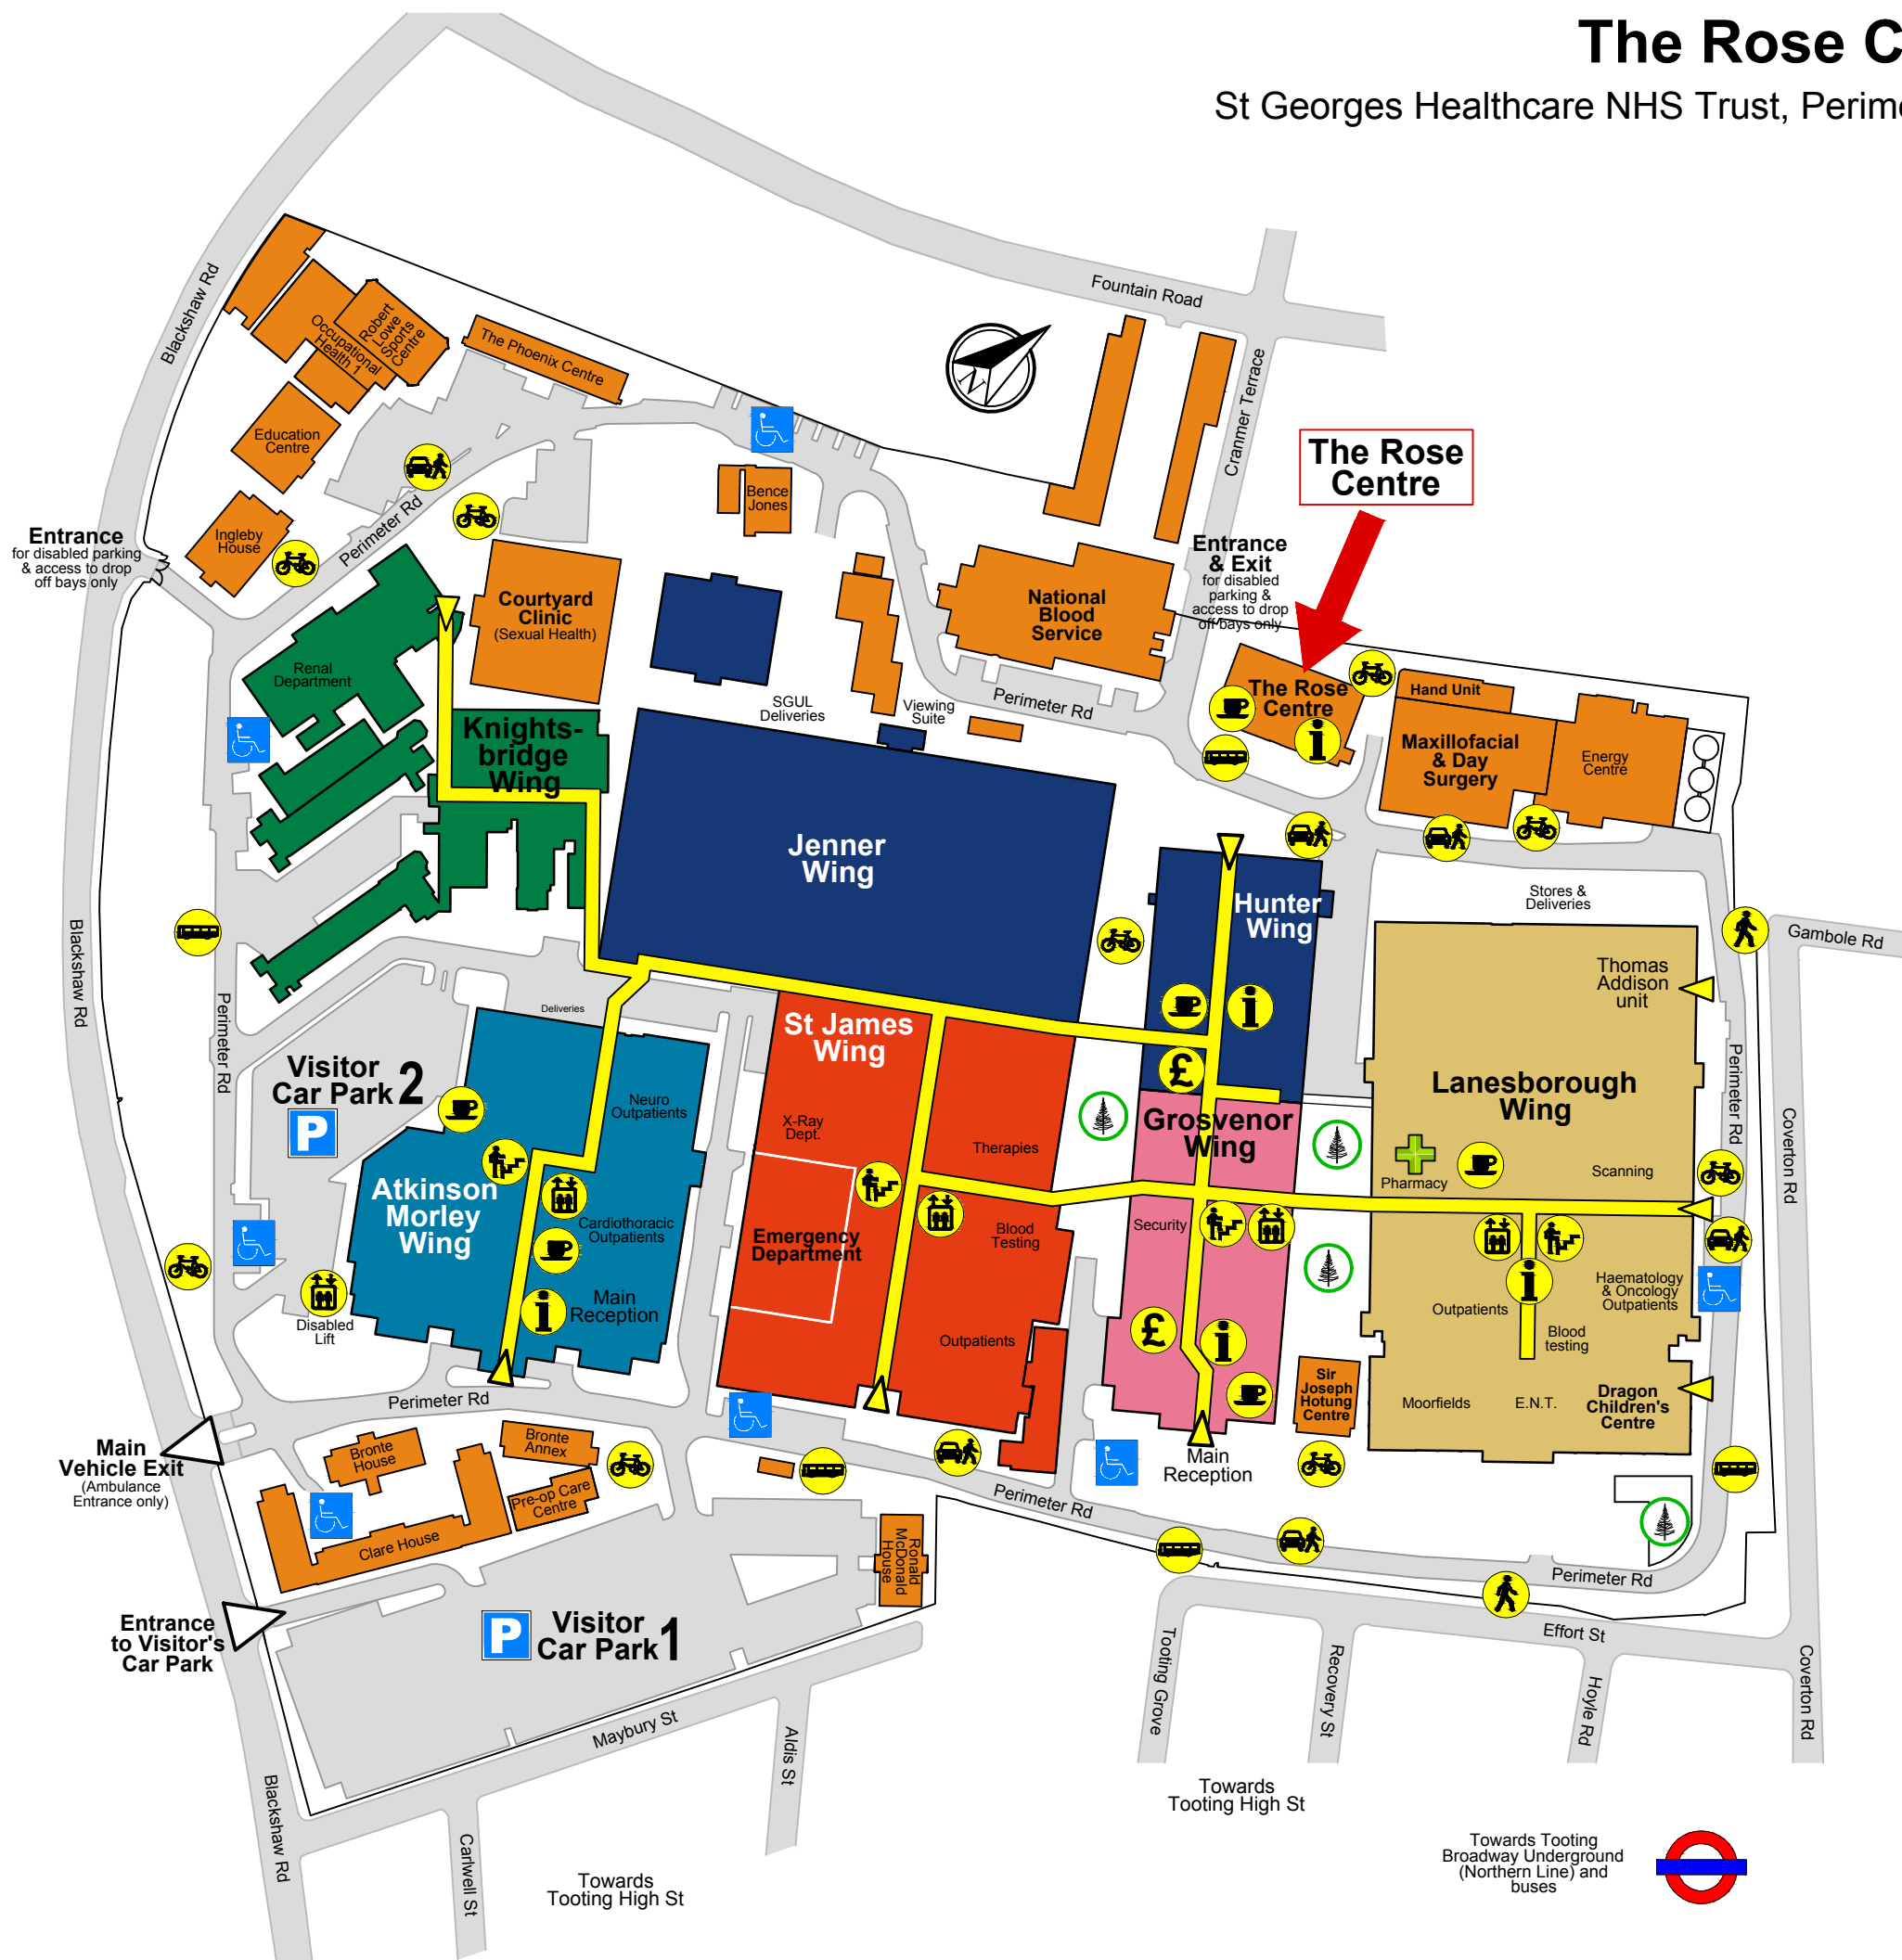 The Rose C
St Georges Healthcare NHS Trust, Perim
Fountain Road
Blackshaw Rd
Cranmer Terrace
Robert
Lowe
Sports
Centre
Occupational
Health 1
The Phoenix Centre
N
The Rose
Centre
Education
Centre
Bence
Jones
Ingleby
House
Perimeter Rd
Entrance
for disabled parking
& access to drop
off bays only
Entrance
& Exit
for disabled
parking &
access to drop
off bays only
Courtyard
Clinic
(Sexual Health)
National
Blood
Service
Renal
Department
The Rose
Centre
i
Hand Unit
Perimeter Rd
SGUL
Deliveries
Viewing
Suite
Knights-
bridge
Wing
Maxillofacial
& Day
Surgery
Energy
Centre
Jenner
Wing
Hunter
Wing
Stores &
Deliveries
Gambole Rd
Blackshaw Rd
Perimeter Rd
Thomas
Addison
unit
Deliveries
St James
Wing
i
£
Visitor
Car Park 2
P
Neuro
Outpatients
X-Ray
Dept.
Therapies
Grosvenor
Wing
Lanesborough
Wing
Perimeter Rd
Coverton Rd
Pharmacy
Scanning
Atkinson
Morley
Wing
Cardiothoracic
Outpatients
Emergency
Department
Blood
Testing
Security
i
Main
Reception
Disabled
Lift
Outpatients
£
i
i
Outpatients
Haematology
& Oncology
Outpatients
Blood
testing
Sir
Joseph
Hotung
Centre
Moorfields
E.N.T.
Dragon
Children's
Centre
Perimeter Rd
Main
Vehicle Exit
(Ambulance
Entrance only)
Bronte
House
Bronte
Annex
Pre-op Care
Centre
Clare House
Main
Reception
Perimeter Rd
Ronald
McDonald
House
Perimeter Rd
Entrance
to Visitor's
Car Park
P
Visitor
Car Park 1
Effort St
Tooting Grove
Recovery St
Hoyle Rd
Coverton Rd
Maybury St
Aldis St
Blackshaw Rd
Carlwell St
Towards
Tooting High St
Towards
Tooting High St
Towards Tooting
Broadway Underground
(Northern Line) and
buses